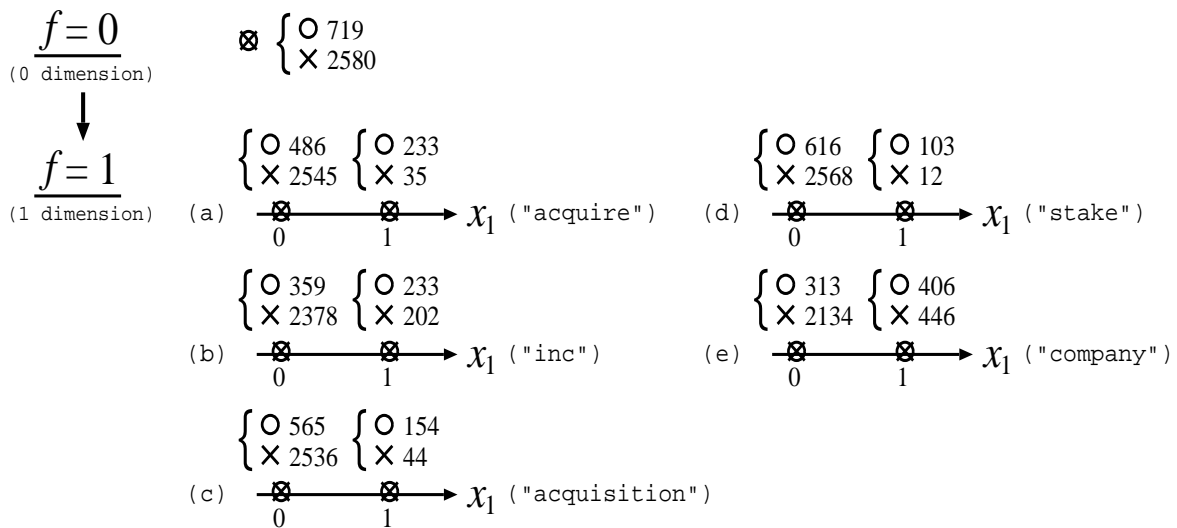 f = 0
(0 dimension)
O 719
× 2580
f = 1
(1 dimension)
(a)
O 486
× 2545
O 233
× 35
0
1
x1 ("acquire")
(d)
O 616
× 2568
O 103
× 12
0
1
x1 ("stake")
(b)
O 359
× 2378
O 233
× 202
0
1
x1 ("inc")
(e)
O 313
× 2134
O 406
× 446
0
1
x1 ("company")
(c)
O 565
× 2536
O 154
× 44
0
1
x1 ("acquisition")